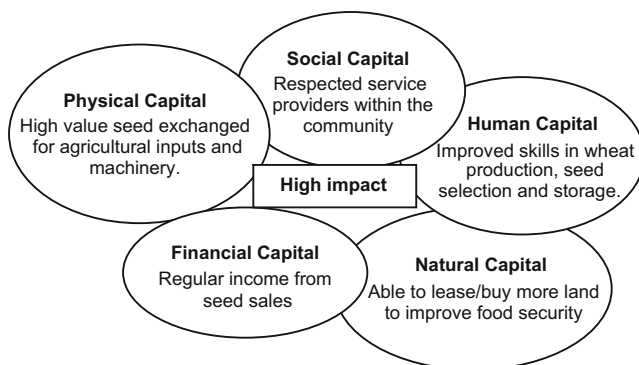 Social Capital
Respected service
providers within the
community
Physical Capital
High value seed exchanged
for agricultural inputs and
machinery.
Human Capital
Improved skills in wheat
production, seed
selection and storage.
High impact
Financial Capital
Regular income from
seed sales
Natural Capital
Able to lease/buy more land
to improve food security